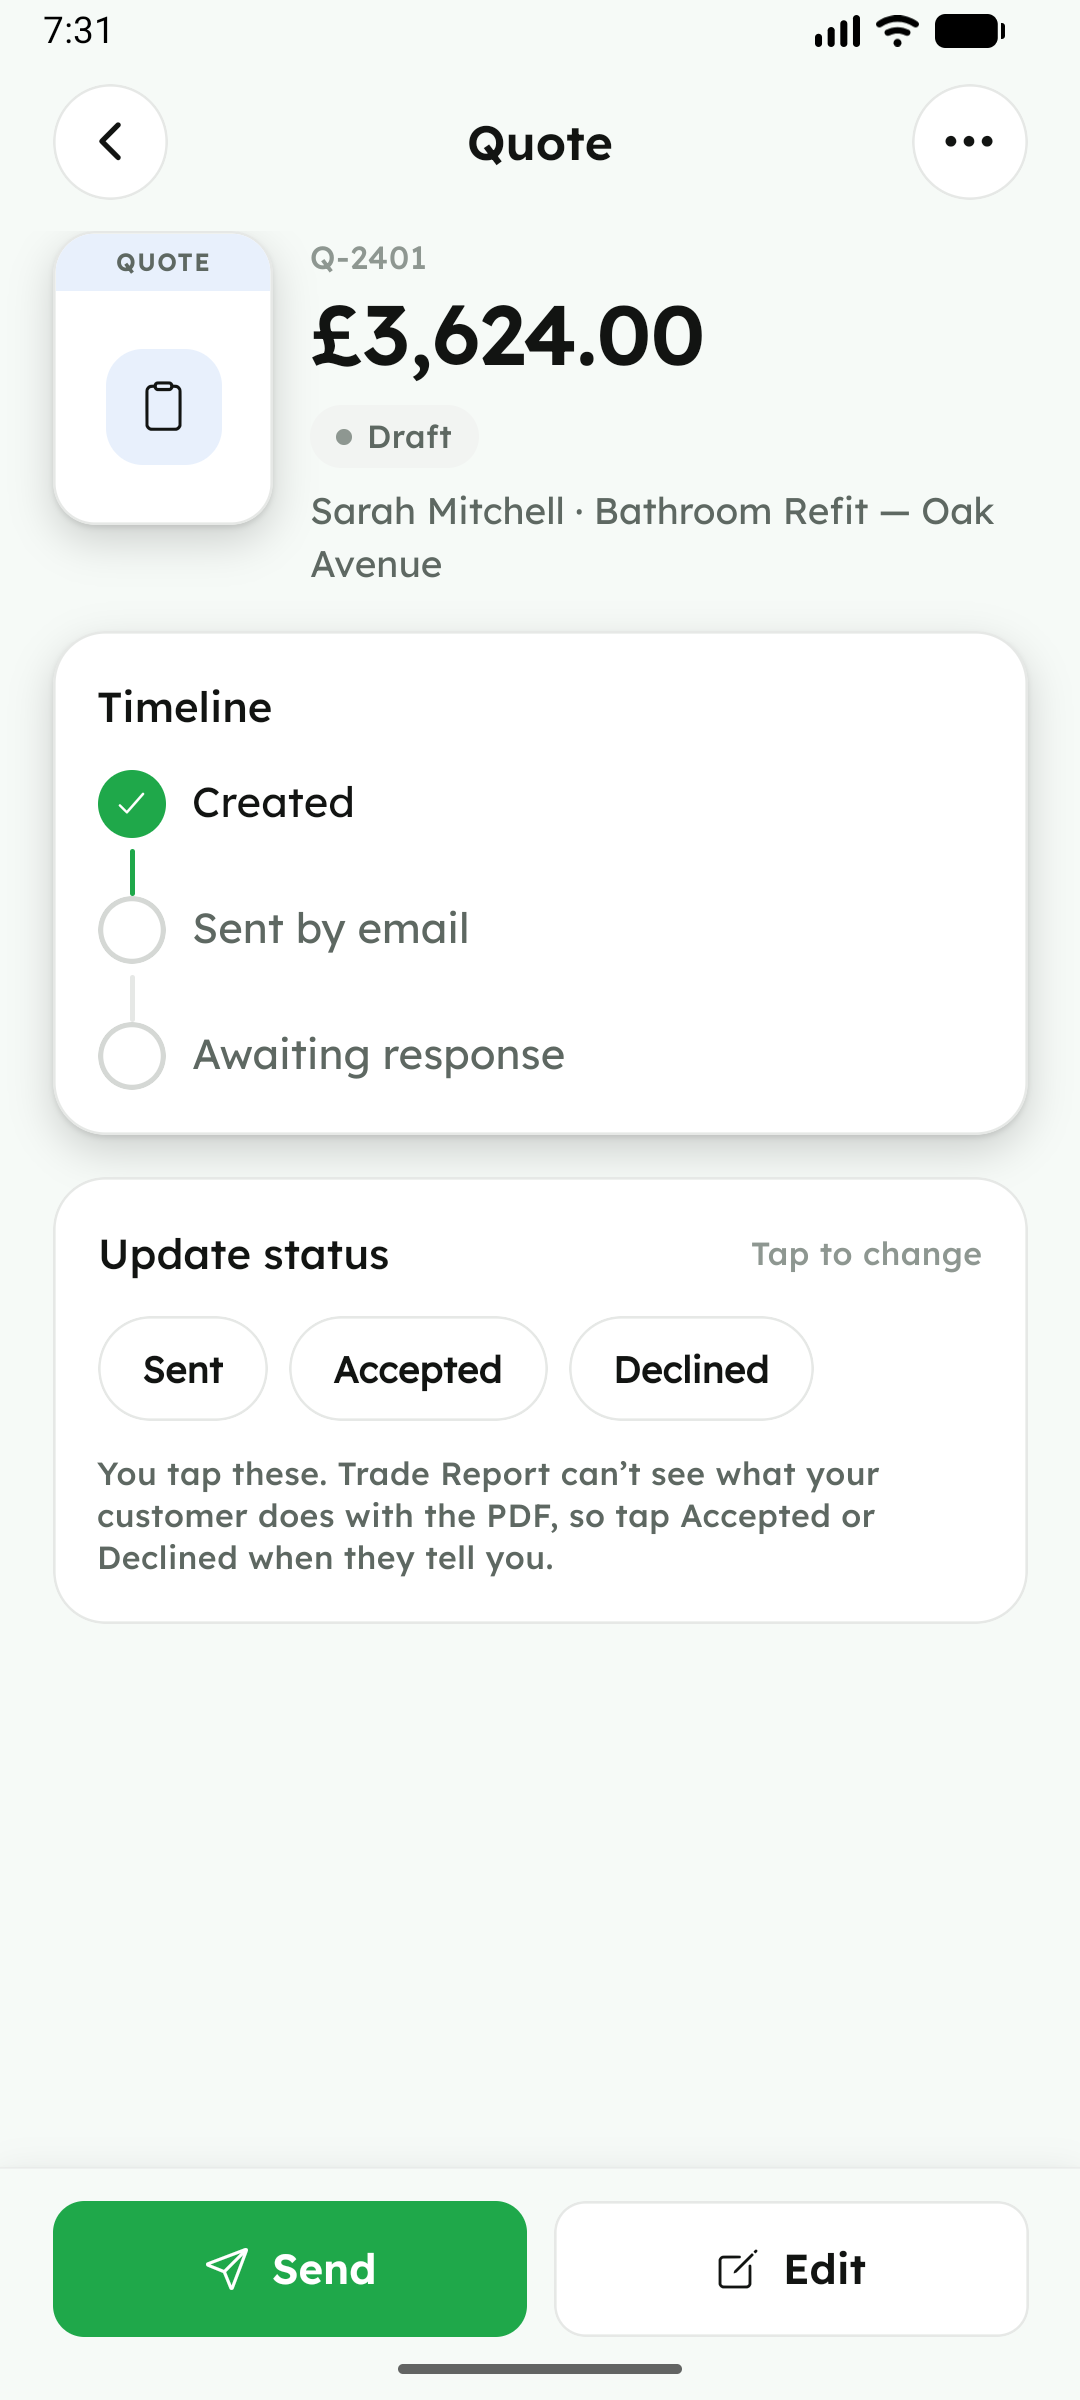 7:31
Quote
QUOTE
Q-2401
£3,624.00
Draft
Sarah Mitchell · Bathroom Refit — Oak
Avenue
Timeline
Created
Sent by email
Awaiting response
Update status
Tap to change
Sent
Accepted
Declined
You tap these. Trade Report can’t see what your
customer does with the PDF, so tap Accepted or
Declined when they tell you.
Send
Edit